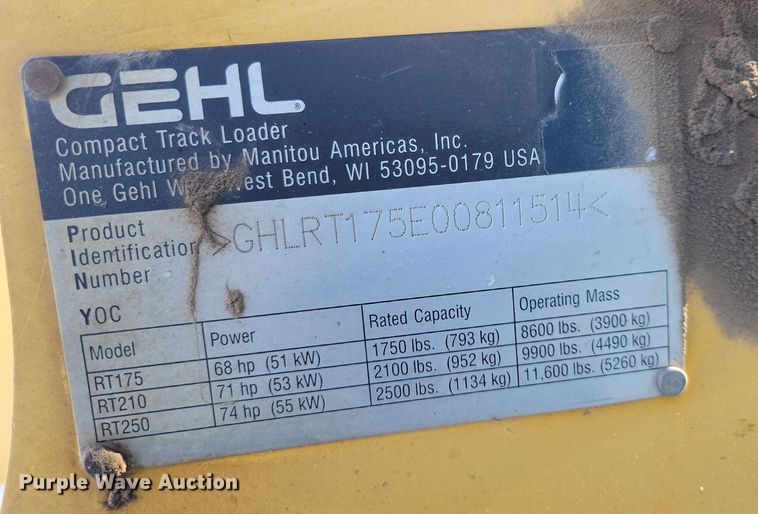 GEHL®
Compact Track Loader
Manufactured by Manitou Americas, Inc.
One Gehl West Bend, WI 53095-0179 USA
Product
Identification >GHLRT175E00811514<
Number
YOC
Model Power Rated Capacity Operating Mass
RT175 68 hp (51 kW) 1750 lbs. (793 kg) 8600 lbs. (3900 kg)
RT210 71 hp (53 kW) 2100 lbs. (952 kg) 9900 lbs. (4490 kg)
RT250 74 hp (55 kW) 2500 lbs. (1134 kg) 11,600 lbs. (5260 kg)
Purple Wave Auction